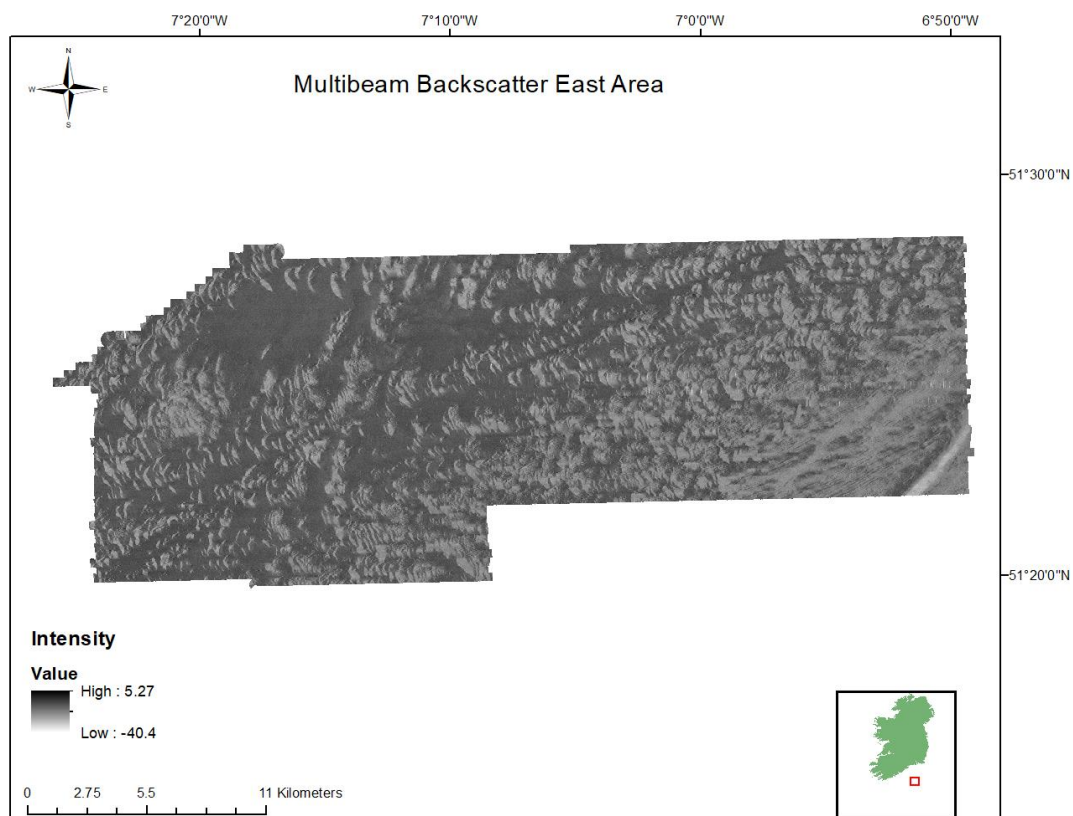 7°20'0"W 7°10'0"W 7°0'0"W 6°50'0"W
N
W E
S
Multibeam Backscatter East Area
51°30'0"N
51°20'0"N
Intensity
Value
High : 5.27
Low : -40.4
0 2.75 5.5 11 Kilometers